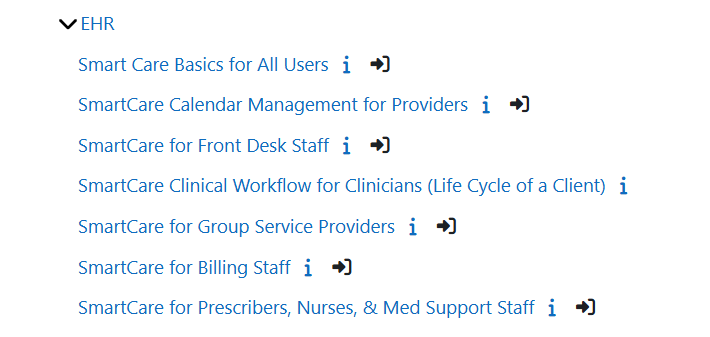 EHR
Smart Care Basics for All Users
SmartCare Calendar Management for Providers
SmartCare for Front Desk Staff
SmartCare Clinical Workflow for Clinicians (Life Cycle of a Client)
SmartCare for Group Service Providers
SmartCare for Billing Staff
SmartCare for Prescribers, Nurses, & Med Support Staff